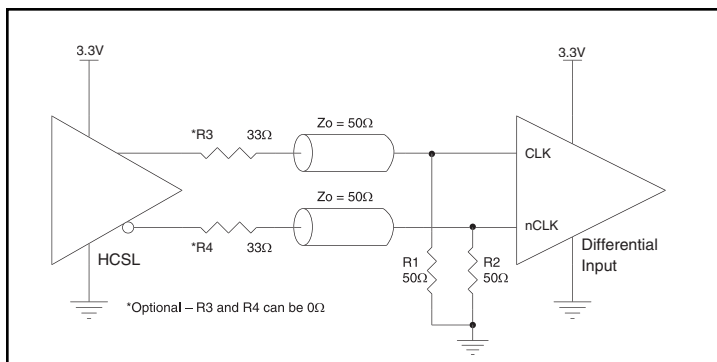 3.3V
3.3V
*R3
33Ω
Zo = 50Ω
CLK
Zo = 50Ω
nCLK
*R4
33Ω
HCSL
R1
50Ω
R2
50Ω
Differential
Input
*Optional – R3 and R4 can be 0Ω